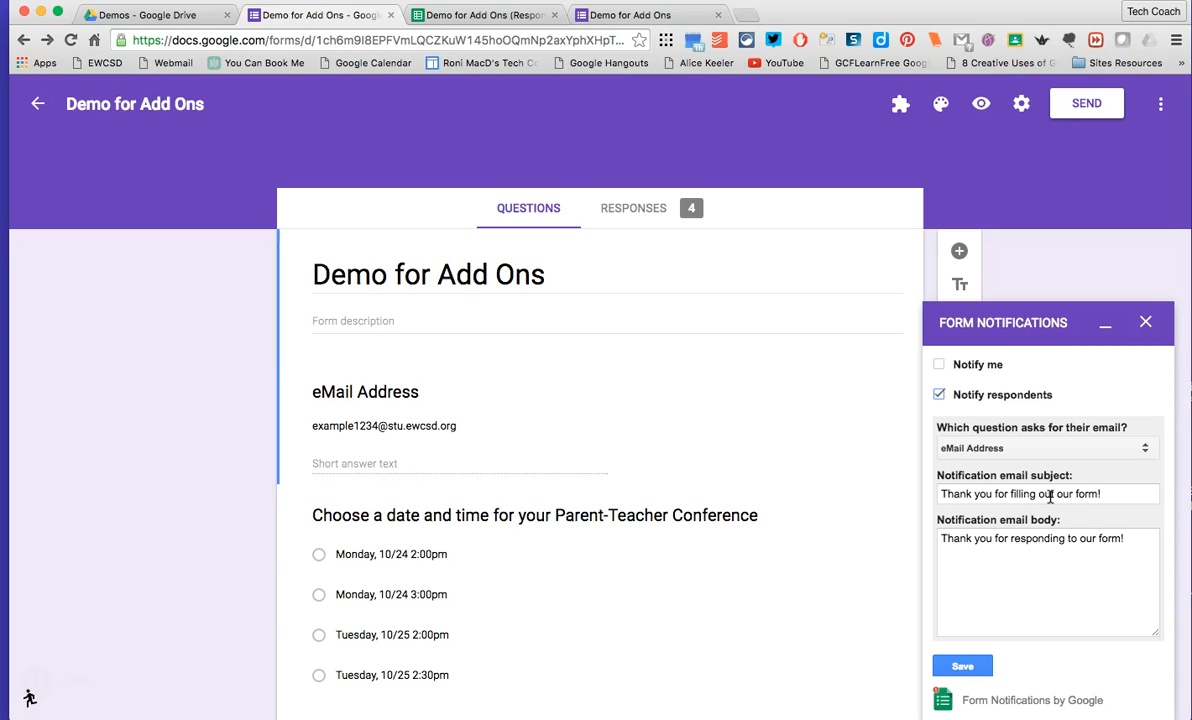 Demos - Google Drive
Demo for Add Ons - Googl
Demo for Add Ons (Respon
Demo for Add Ons
Tech Coach
https://docs.google.com/forms/d/1ch6m9I8EPFVmLQCZKuW145hoOQmNp2axYphXHpT...
Apps
EWCSD
Webmail
You Can Book Me
Google Calendar
Roni MacD's Tech C
Google Hangouts
Alice Keeler
YouTube
GCFLearnFree Goog
8 Creative Uses of G
Sites Resources
»
Demo for Add Ons
SEND
QUESTIONS
RESPONSES
4
Demo for Add Ons
Form description
Tт
eMail Address
example1234@stu.ewcsd.org
Short answer text
Choose a date and time for your Parent-Teacher Conference
Monday, 10/24 2:00pm
Monday, 10/24 3:00pm
Tuesday, 10/25 2:00pm
Tuesday, 10/25 2:30pm
FORM NOTIFICATIONS
Notify me
Notify respondents
Which question asks for their email?
eMail Address
Notification email subject:
Thank you for filling out our form!
Notification email body:
Thank you for responding to our form!
Save
Form Notifications by Google